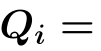 Q_i =